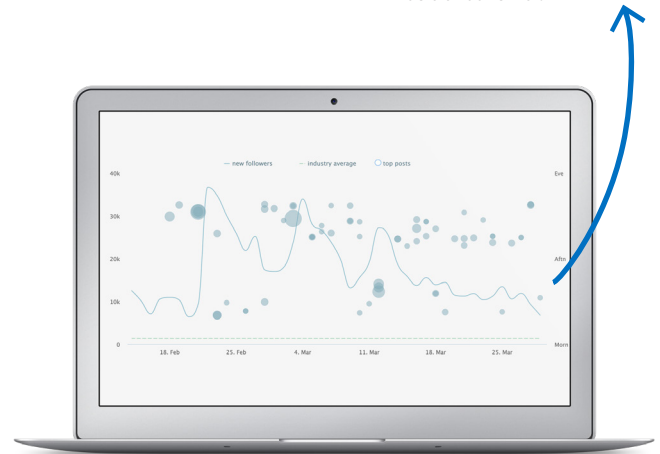 new followers industry average top posts
40k Eve
30k
20k Aftn
10k
0 Morn
18. Feb 25. Feb 4. Mar 11. Mar 18. Mar 25. Mar